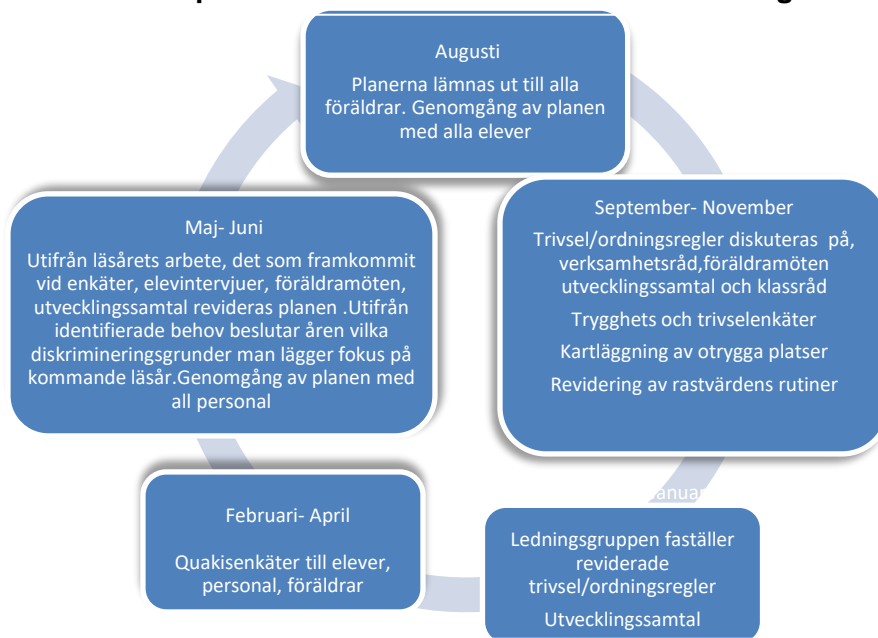 Augusti
Planerna lämnas ut till alla
föräldrar. Genomgång av planen
med alla elever
September- November
Trivsel/ordningsregler diskuteras på,
verksamhetsråd,föräldramöten
utvecklingssamtal och klassråd
Trygghets och trivselenkäter
Kartläggning av otrygga platser
Revidering av rastvärdens rutiner
Ledningsgruppen faställer
reviderade
trivsel/ordningsregler
Utvecklingssamtal
Februari- April
Quakisenkäter till elever,
personal, föräldrar
Maj- Juni
Utifrån läsårets arbete, det som framkommit
vid enkäter, elevintervjuer, föräldramöten,
utvecklingssamtal revideras planen .Utifrån
identifierade behov beslutar åren vilka
diskrimineringsgrunder man lägger fokus på
kommande läsår.Genomgång av planen med
all personal